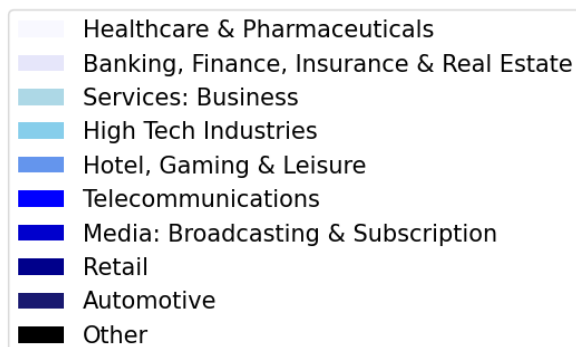 Healthcare & Pharmaceuticals
Banking, Finance, Insurance & Real Estate
Services: Business
High Tech Industries
Hotel, Gaming & Leisure
Telecommunications
Media: Broadcasting & Subscription
Retail
Automotive
Other